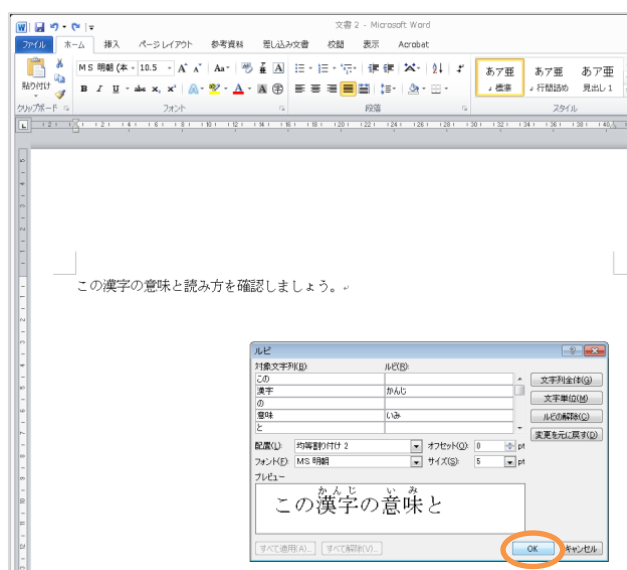 文書 2 - Microsoft Word
ファイル ホーム 挿入 ページ レイアウト 参考資料 差し込み文書 校閲 表示 Acrobat
MS 明朝 (本 10.5
貼り付け
あア亜 あア亜 あア亜
標準 行間詰め 見出し 1
クリップボード フォント 段落 スタイル
この漢字の意味と読み方を確認しましょう。
ルビ
対象文字列(B): ルビ(R):
この
漢字 かんじ
の
意味 いみ
と
文字列全体(G)
文字単位(M)
ルビの解除(C)
変更を元に戻す(D)
配置(L): 均等割り付け 2 オフセット(O): 0 pt
フォント(F): MS 明朝 サイズ(S): 5 pt
プレビュー
かんじ いみ
この漢字の意味と
すべて適用(A)... すべて解除(V)... OK キャンセル